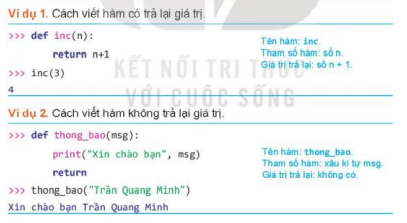 Ví dụ 1. Cách viết hàm có trả lại giá trị.
>>> def inc(n):
return n+1
Tên hàm: inc.
Tham số hàm: số n.
Giá trị trả lại: số n + 1.
>>> inc(3)
4
KẾT NỐI TRI THỨC
VỚI CUỘC SỐNG
Ví dụ 2. Cách viết hàm không trả lại giá trị.
>>> def thong_bao(msg):
print("Xin chào bạn", msg)
return
Tên hàm: thong_bao.
Tham số hàm: xâu kí tự msg.
Giá trị trả lại: không có.
>>> thong_bao("Trần Quang Minh")
Xin chào bạn Trần Quang Minh